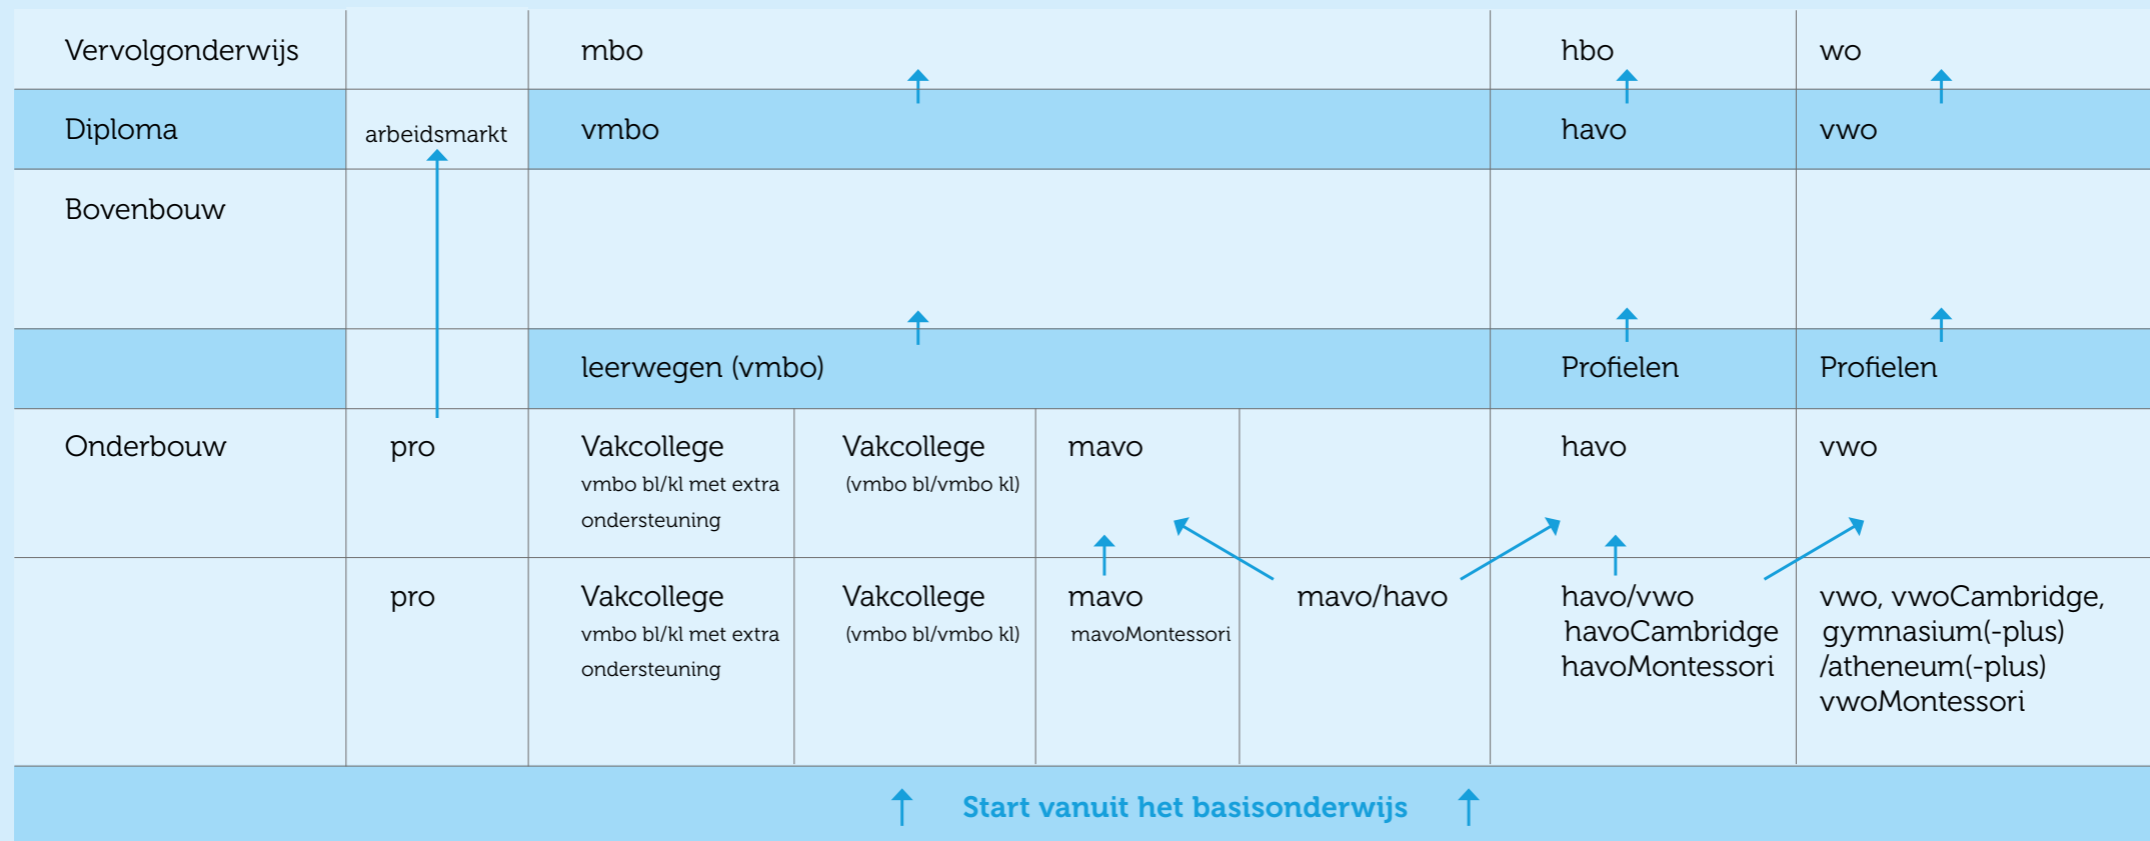 Vervolgonderwijs mbo hbo wo
Diploma arbeidsmarkt vmbo havo vwo
Bovenbouw
leerwegen (vmbo) Profielen Profielen
Onderbouw pro Vakcollege Vakcollege mavo havo vwo
vmbo bl/kl met extra (vmbo bl/vmbo kl)
ondersteuning
pro Vakcollege Vakcollege mavo mavo/havo havo/vwo vwo, vwoCambridge,
vmbo bl/kl met extra (vmbo bl/vmbo kl) mavoMontessori havoCambridge gymnasium(-plus)
ondersteuning havoMontessori /atheneum(-plus)
vwoMontessori
Start vanuit het basisonderwijs